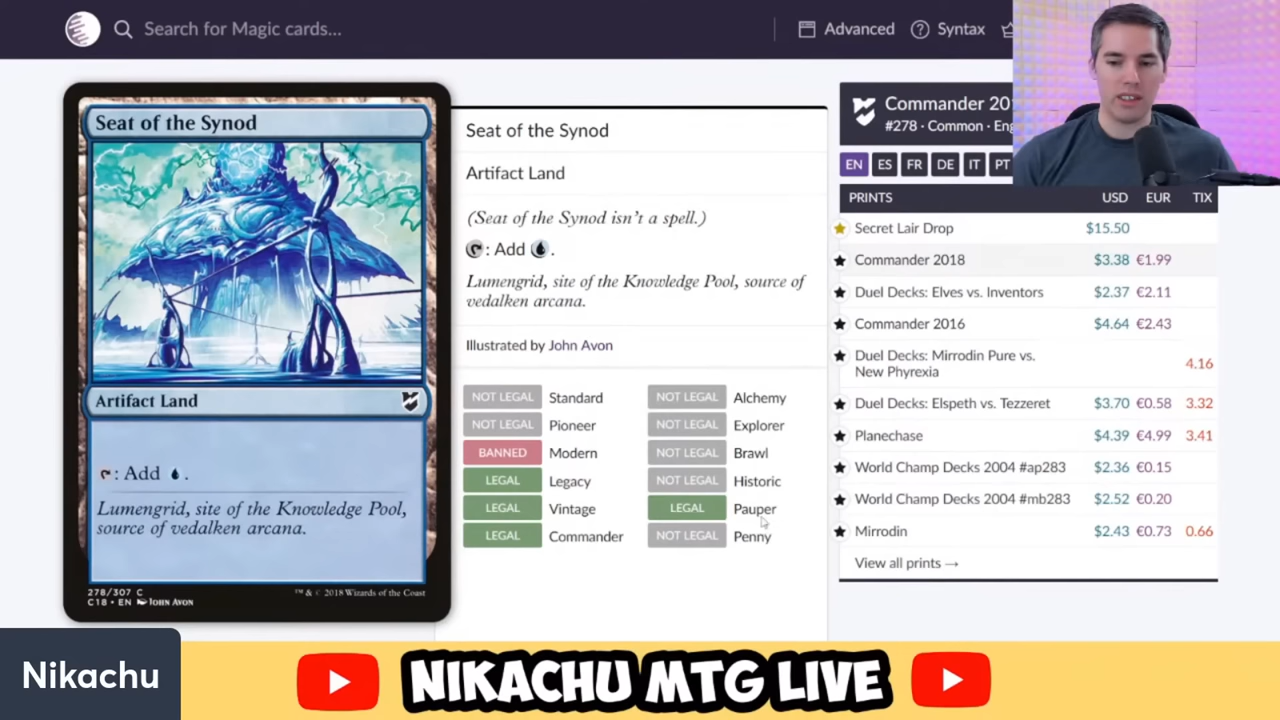 Search for Magic cards...
Advanced
Syntax
Seat of the Synod
Artifact Land
: Add .
Lumengrid, site of the Knowledge Pool,
source of vedalken arcana.
278/307 C
C18 • EN John Avon
™ & © 2018 Wizards of the Coast
Seat of the Synod
Artifact Land
(Seat of the Synod isn't a spell.)
: Add .
Lumengrid, site of the Knowledge Pool, source of
vedalken arcana.
Illustrated by John Avon
NOT LEGAL Standard NOT LEGAL Alchemy
NOT LEGAL Pioneer NOT LEGAL Explorer
BANNED Modern NOT LEGAL Brawl
LEGAL Legacy NOT LEGAL Historic
LEGAL Vintage LEGAL Pauper
LEGAL Commander NOT LEGAL Penny
Commander 20
#278 · Common · Eng
EN ES FR DE IT PT
PRINTS USD EUR TIX
Secret Lair Drop $15.50
Commander 2018 $3.38 €1.99
Duel Decks: Elves vs. Inventors $2.37 €2.11
Commander 2016 $4.64 €2.43
Duel Decks: Mirrodin Pure vs.
New Phyrexia 4.16
Duel Decks: Elspeth vs. Tezzeret $3.70 €0.58 3.32
Planechase $4.39 €4.99 3.41
World Champ Decks 2004 #ap283 $2.36 €0.15
World Champ Decks 2004 #mb283 $2.52 €0.20
Mirrodin $2.43 €0.73 0.66
View all prints →
Nikachu
NIKACHU MTG LIVE